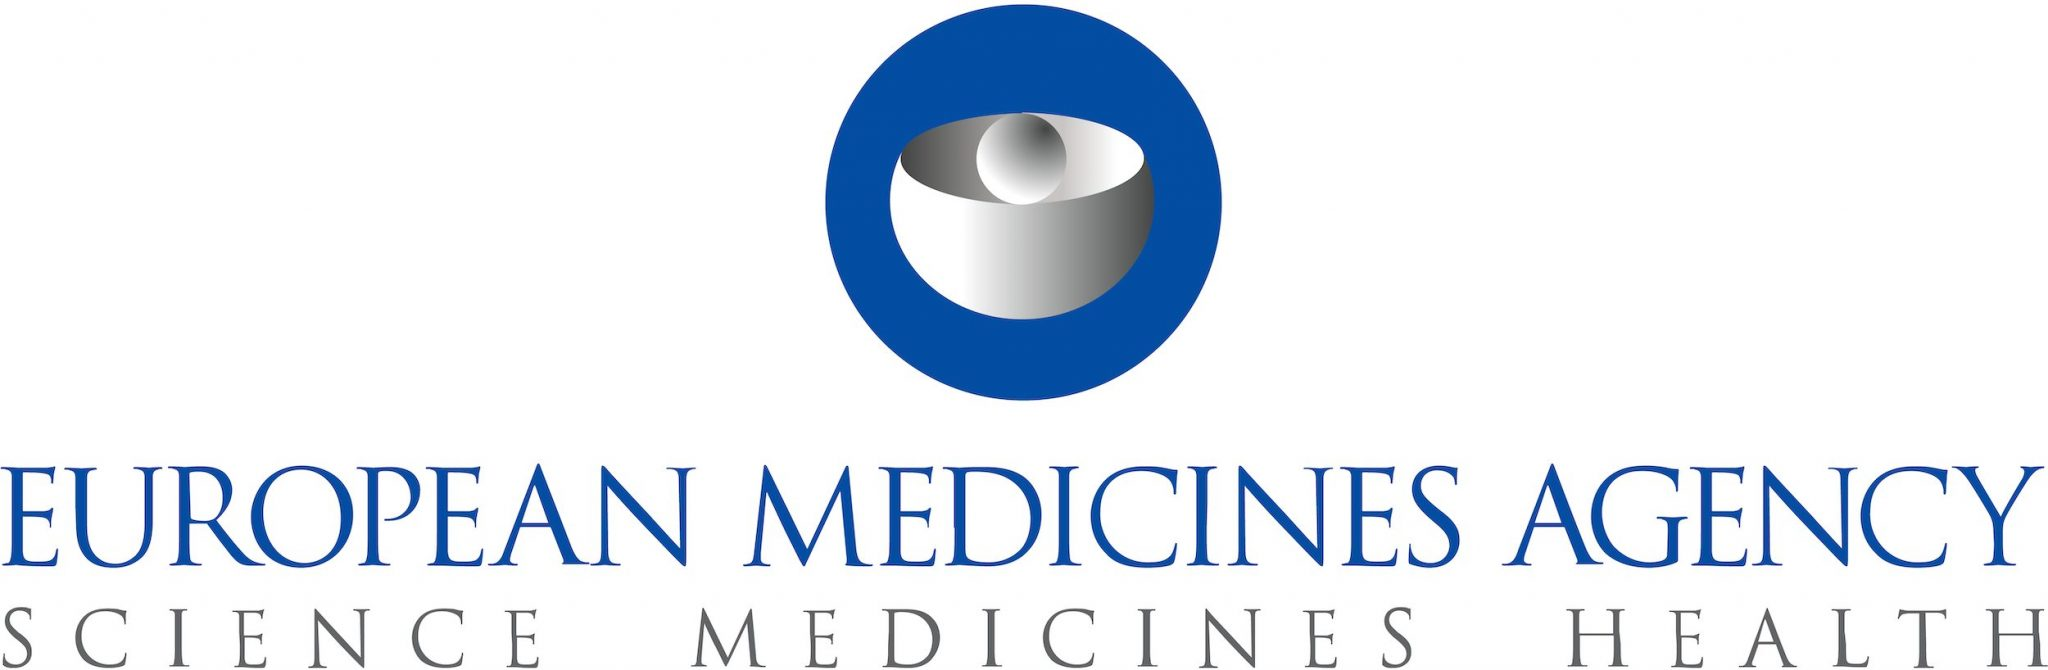 EUROPEAN MEDICINES AGENCY
SCIENCE MEDICINES HEALTH